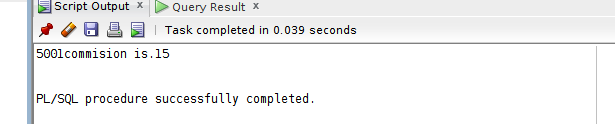 Script Output x Query Result x
Task completed in 0.039 seconds
5001commision is.15
PL/SQL procedure successfully completed.